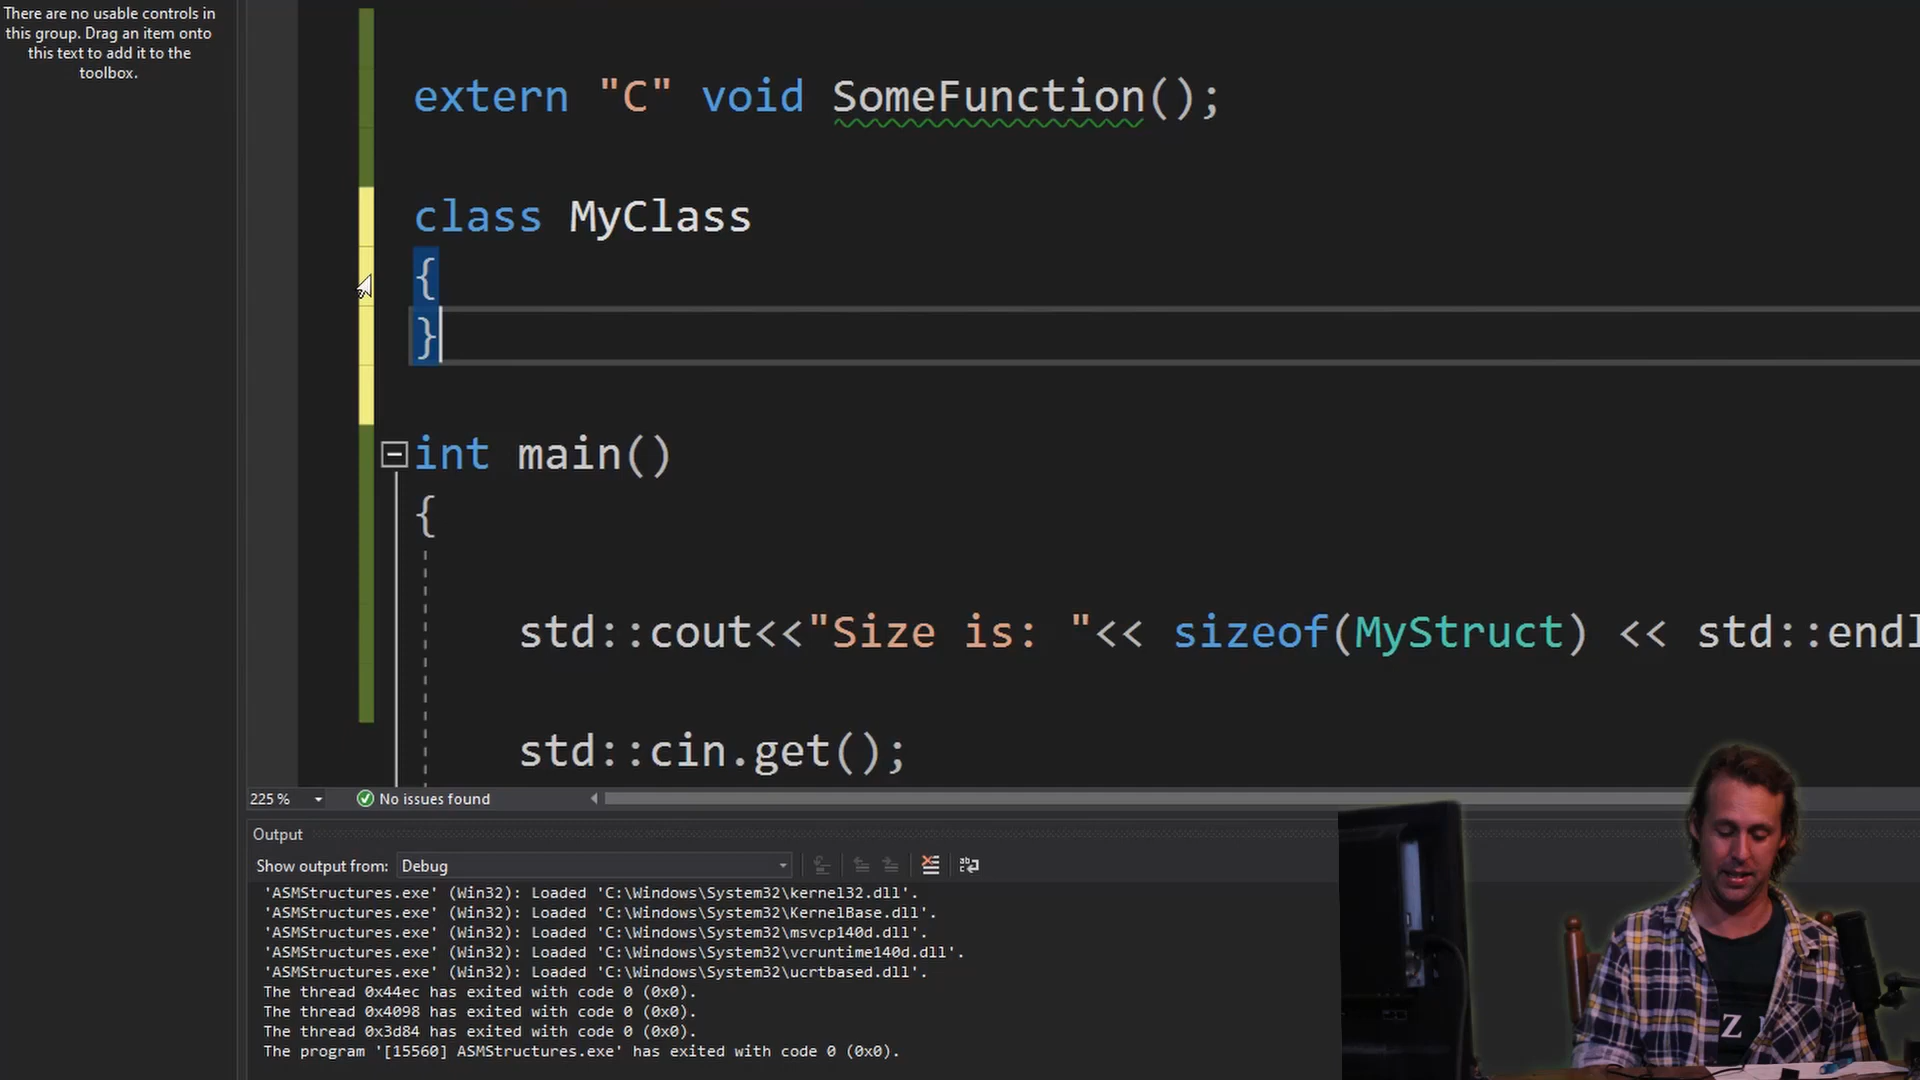 There are no usable controls in
this group. Drag an item onto
this text to add it to the
toolbox.
extern "C" void SomeFunction();
class MyClass
{
}
int main()
{
std::cout<<"Size is: "<< sizeof(MyStruct) << std::endl
std::cin.get();
225 %
No issues found
Output
Show output from: Debug
'ASMStructures.exe' (Win32): Loaded 'C:\Windows\System32\kernel32.dll'.
'ASMStructures.exe' (Win32): Loaded 'C:\Windows\System32\KernelBase.dll'.
'ASMStructures.exe' (Win32): Loaded 'C:\Windows\System32\msvcp140d.dll'.
'ASMStructures.exe' (Win32): Loaded 'C:\Windows\System32\vcruntime140d.dll'.
'ASMStructures.exe' (Win32): Loaded 'C:\Windows\System32\ucrtbased.dll'.
The thread 0x44ec has exited with code 0 (0x0).
The thread 0x4098 has exited with code 0 (0x0).
The thread 0x3d84 has exited with code 0 (0x0).
The program '[15560] ASMStructures.exe' has exited with code 0 (0x0).